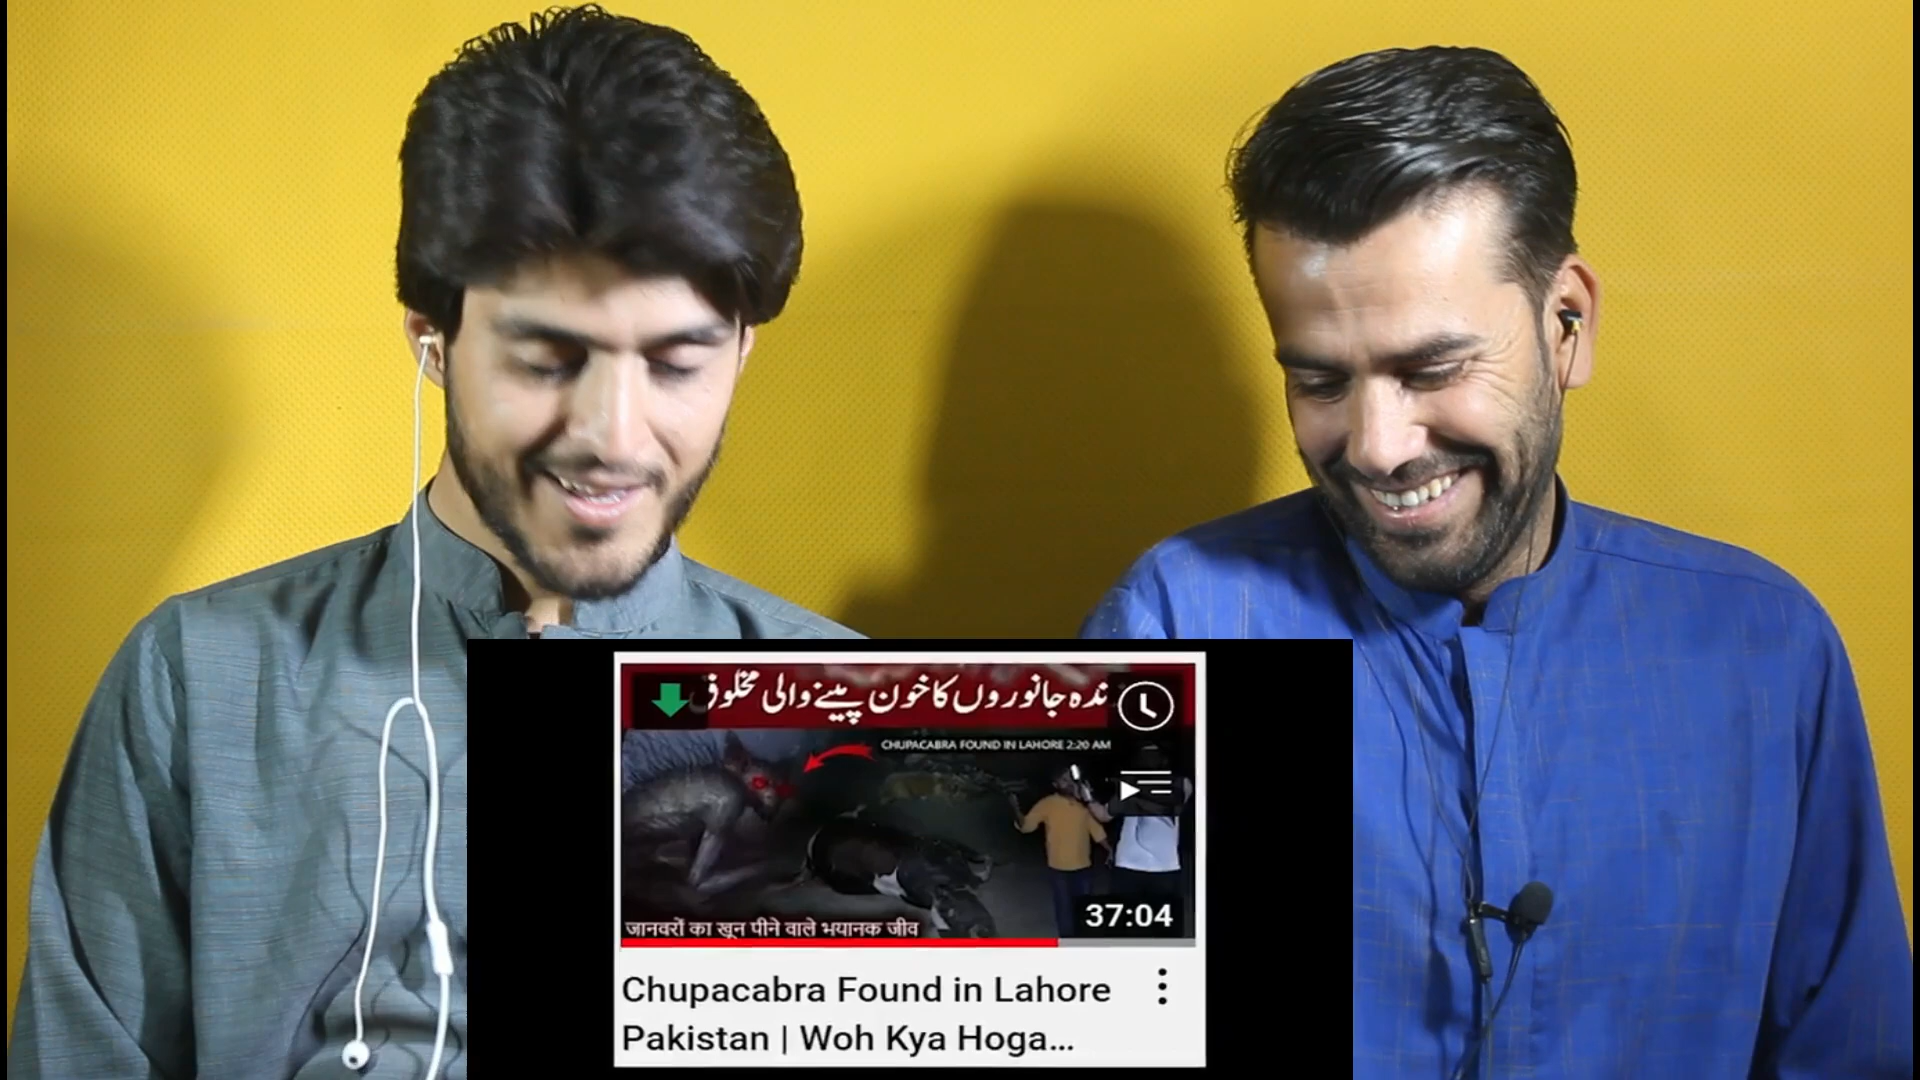 زندہ جانوروں کا خون پینے والی مخلوق
CHUPACABRA FOUND IN LAHORE 2:20 AM
37:04
जानवरों का खून पीने वाले भयानक जीव
Chupacabra Found in Lahore
Pakistan | Woh Kya Hoga...